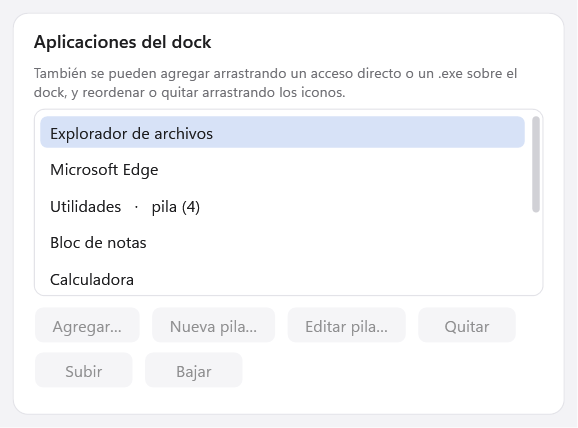 Aplicaciones del dock
También se pueden agregar arrastrando un acceso directo o un .exe sobre el
dock, y reordenar o quitar arrastrando los iconos.
Explorador de archivos
Microsoft Edge
Utilidades · pila (4)
Bloc de notas
Calculadora
Agregar... Nueva pila... Editar pila... Quitar
Subir Bajar